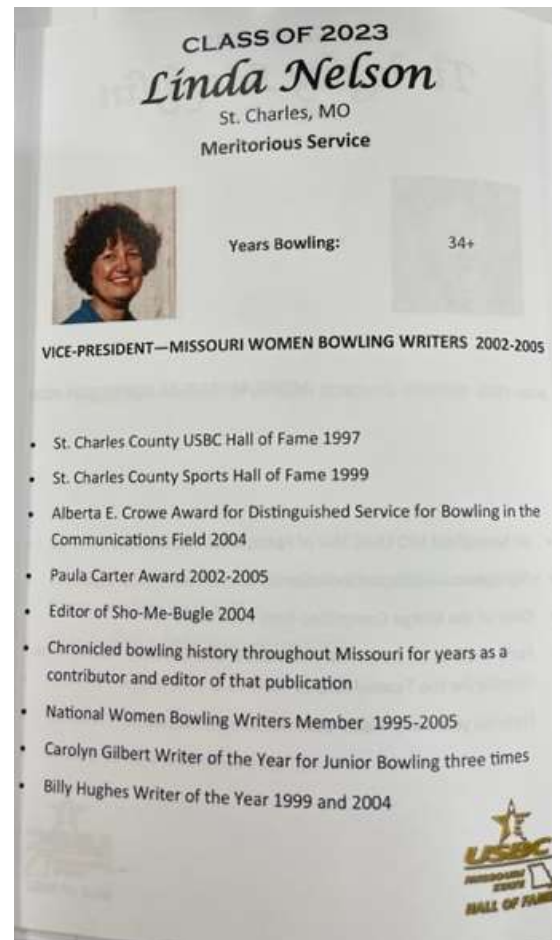 CLASS OF 2023
Linda Nelson
St. Charles, MO
Meritorious Service
Years Bowling: 34+
VICE-PRESIDENT—MISSOURI WOMEN BOWLING WRITERS 2002-2005
• St. Charles County USBC Hall of Fame 1997
• St. Charles County Sports Hall of Fame 1999
• Alberta E. Crowe Award for Distinguished Service for Bowling in the
Communications Field 2004
• Paula Carter Award 2002-2005
• Editor of Sho-Me-Bugle 2004
• Chronicled bowling history throughout Missouri for years as a
contributor and editor of that publication
• National Women Bowling Writers Member 1995-2005
• Carolyn Gilbert Writer of the Year for Junior Bowling three times
• Billy Hughes Writer of the Year 1999 and 2004
USBC
MISSOURI
STATE
HALL OF FAME